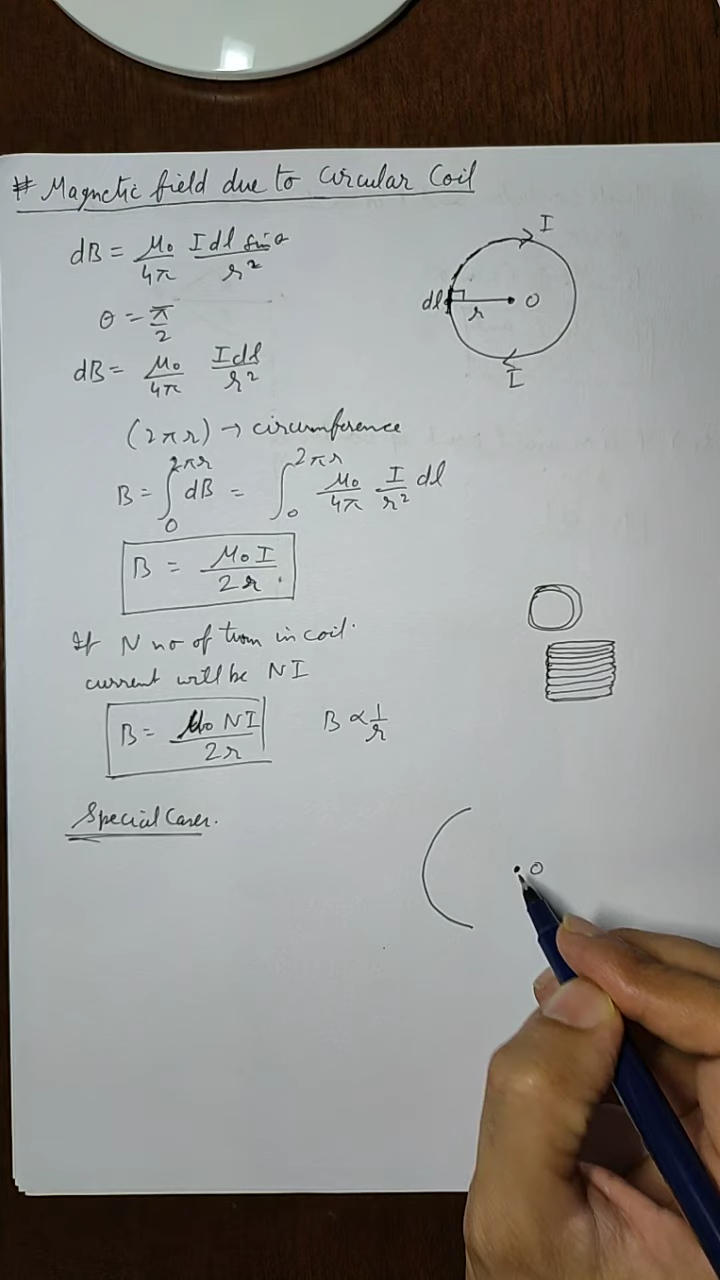 # Magnetic field due to Circular Coil
dB = μ₀/4π Idl sinθ/r²
I
θ = π/2
dl r O
dB = μ₀/4π Idl/r²
I
(2πr) → circumference
B = ∫₀^2πr dB = ∫₀^2πr μ₀/4π I/r² dl
B = μ₀I/2r.
If N no of turn in coil.
current will be NI
B = μ₀NI/2r B ∝ 1/r
Special Cases.
O